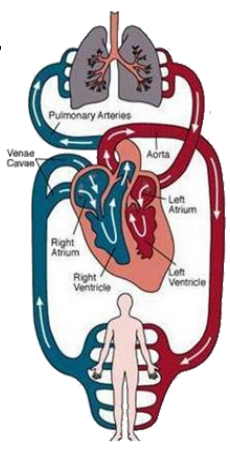 Pulmonary Arteries
Venae
Cavae
Aorta
Left
Atrium
Right
Atrium
Right
Ventricle
Left
Ventricle